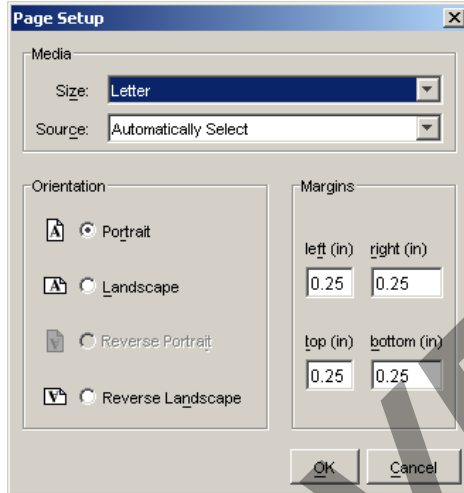 Page Setup
Media
Size: Letter
Source: Automatically Select
Orientation
Portrait
Landscape
Reverse Portrait
Reverse Landscape
Margins
left (in) right (in)
0.25 0.25
top (in) bottom (in)
0.25 0.25
OK Cancel